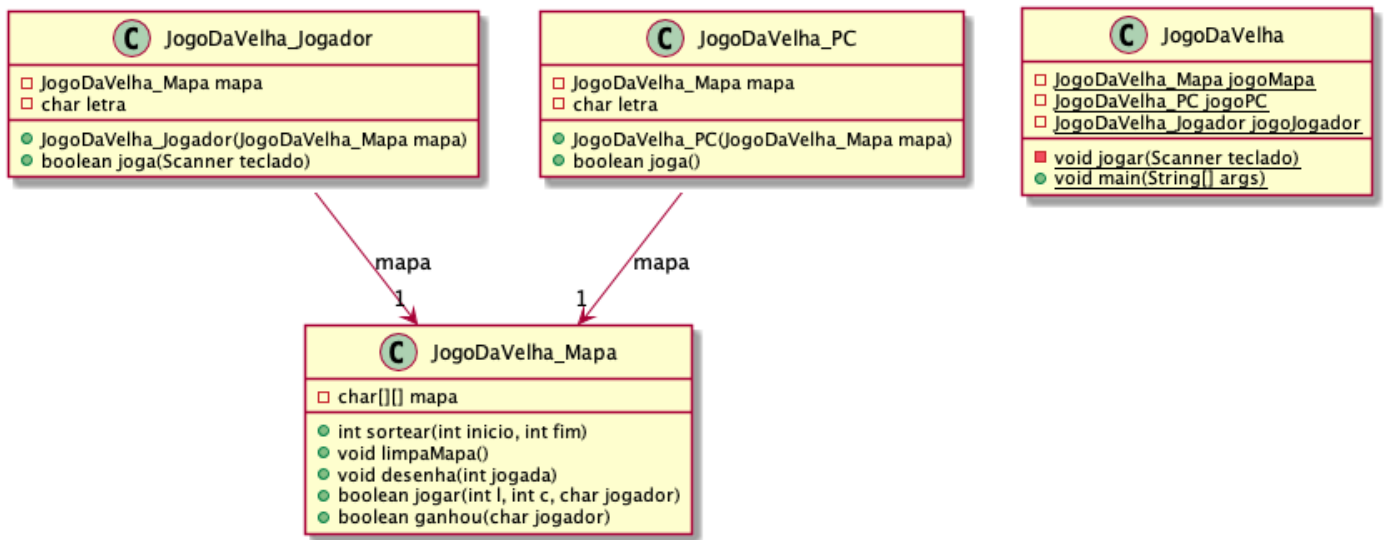 C JogoDaVelha_Jogador
JogoDaVelha_Mapa mapa
char letra
JogoDaVelha_Jogador(JogoDaVelha_Mapa mapa)
boolean joga(Scanner teclado)
C JogoDaVelha_PC
JogoDaVelha_Mapa mapa
char letra
JogoDaVelha_PC(JogoDaVelha_Mapa mapa)
boolean joga()
C JogoDaVelha
JogoDaVelha_Mapa jogoMapa
JogoDaVelha_PC jogoPC
JogoDaVelha_Jogador jogoJogador
void jogar(Scanner teclado)
void main(String[] args)
mapa
1
mapa
1
C JogoDaVelha_Mapa
char[][] mapa
int sortear(int inicio, int fim)
void limpaMapa()
void desenha(int jogada)
boolean jogar(int l, int c, char jogador)
boolean ganhou(char jogador)